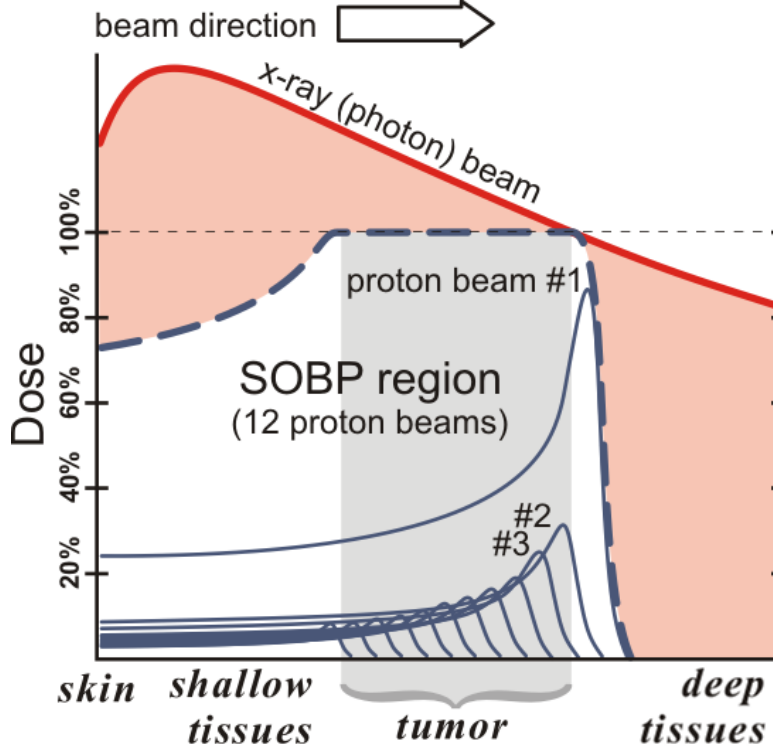 beam direction
x-ray (photon) beam
100%
proton beam #1
80%
SOBP region
(12 proton beams)
60%
Dose
40%
#2
#3
20%
skin
shallow
tissues
tumor
deep
tissues